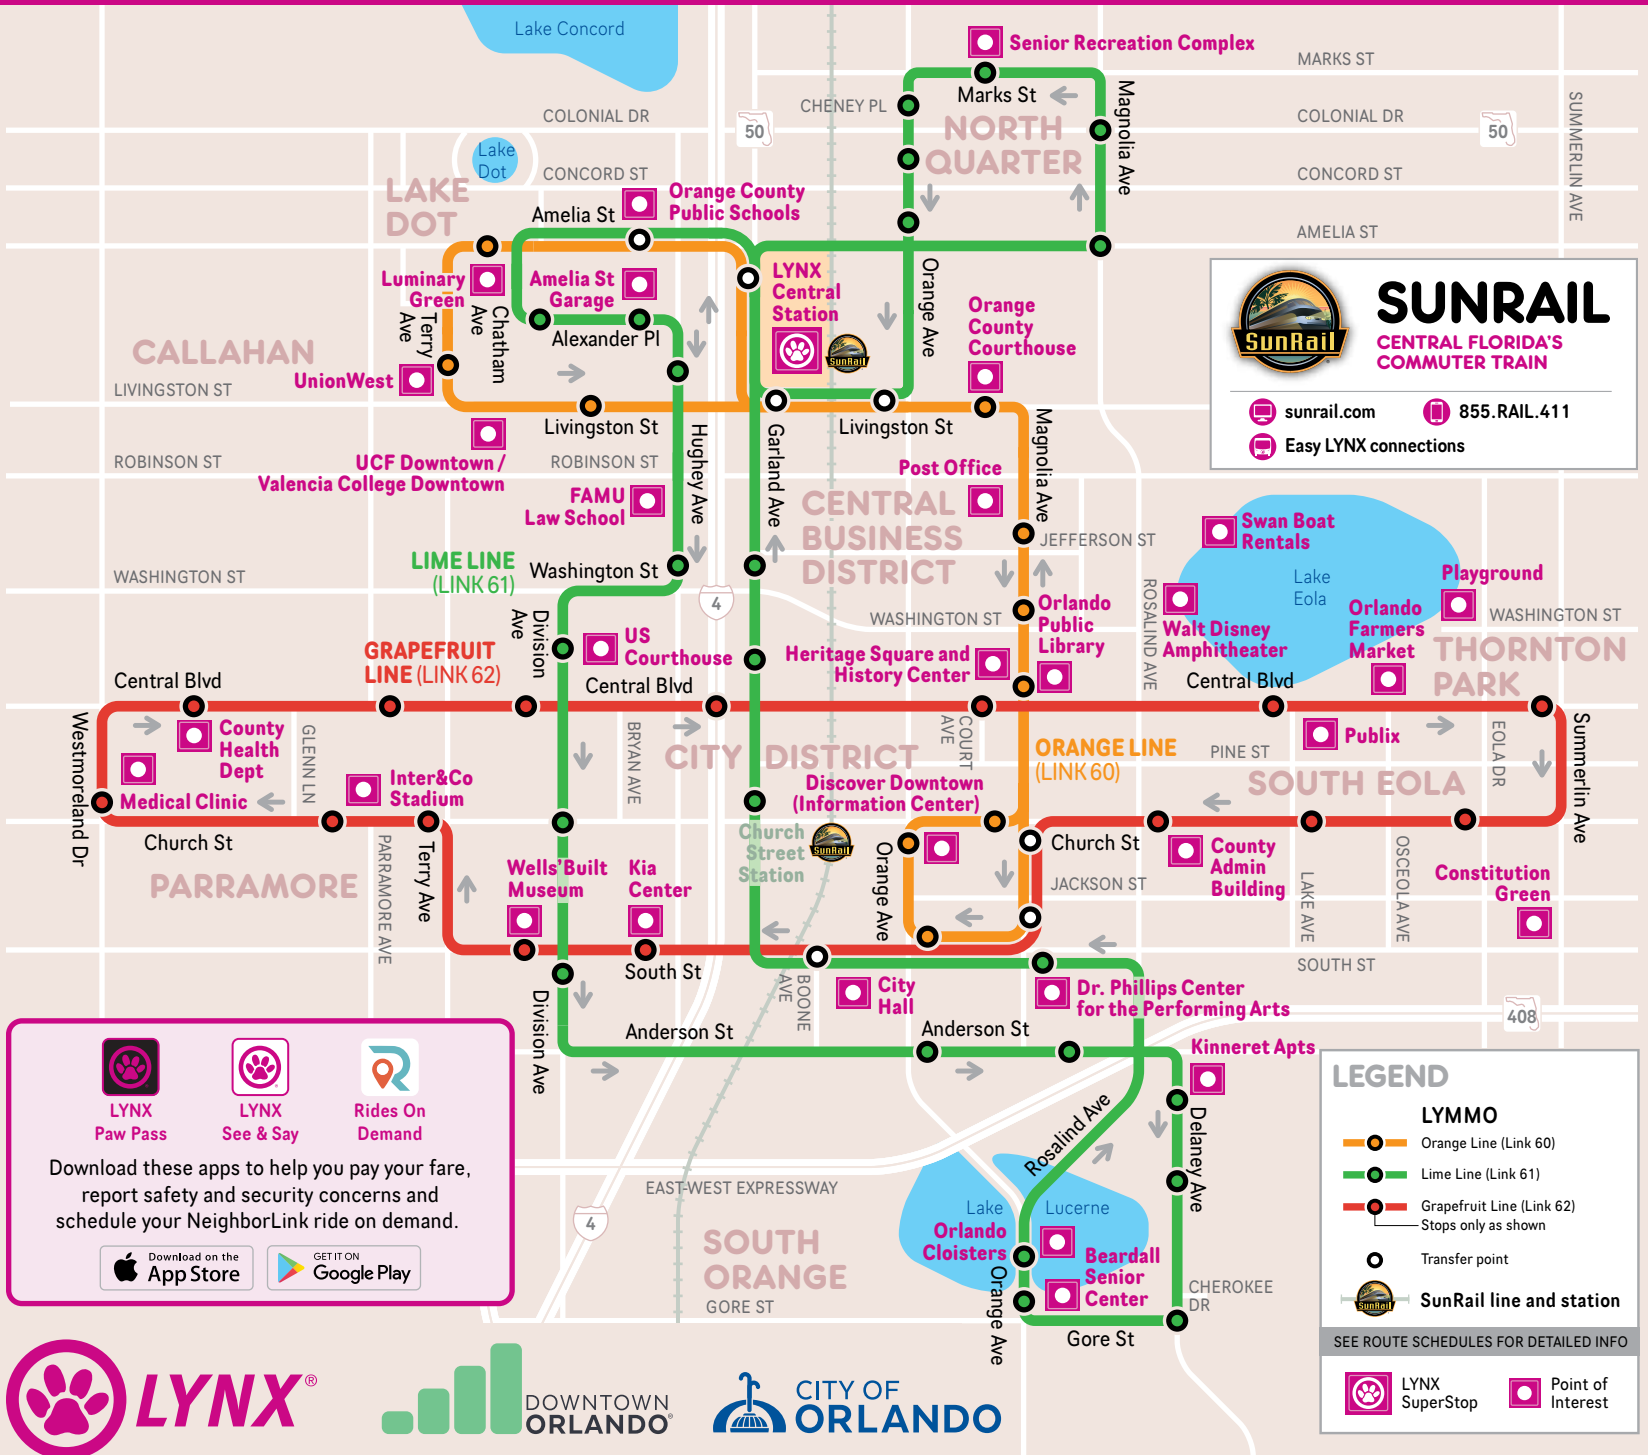 Lake Concord
Senior Recreation Complex
MARKS ST
Marks St
CHENEY PL
COLONIAL DR
50
COLONIAL DR
50
SUMMERLIN AVE
NORTH
QUARTER
Magnolia Ave
Lake
Dot
CONCORD ST
CONCORD ST
LAKE
DOT
Orange County
Public Schools
Amelia St
AMELIA ST
Luminary
Green
Amelia St
Garage
LYNX
Central
Station
SunRail
Orange Ave
Orange
County
Courthouse
Terry
Ave
Chatham
Ave
Alexander Pl
CALLAHAN
UnionWest
LIVINGSTON ST
Livingston St
Livingston St
SunRail
SUNRAIL
CENTRAL FLORIDA'S
COMMUTER TRAIN
sunrail.com
855.RAIL.411
Easy LYNX connections
ROBINSON ST
UCF Downtown /
Valencia College Downtown
ROBINSON ST
Hughey Ave
Garland Ave
Magnolia Ave
Post Office
FAMU
Law School
CENTRAL
BUSINESS
DISTRICT
JEFFERSON ST
Swan Boat
Rentals
Lake
Eola
Playground
LIME LINE
(LINK 61)
Washington St
WASHINGTON ST
4
WASHINGTON ST
ROSALIND AVE
Walt Disney
Amphitheater
Orlando
Farmers
Market
WASHINGTON ST
THORNTON
PARK
Division
Ave
US
Courthouse
Orlando
Public
Library
Heritage Square and
History Center
GRAPEFRUIT
LINE (LINK 62)
Central Blvd
Central Blvd
Central Blvd
Westmoreland Dr
County
Health
Dept
GLENN LN
BRYAN AVE
CITY DISTRICT
COURT
AVE
ORANGE LINE
(LINK 60)
PINE ST
Publix
EOLA DR
Summerlin Ave
SOUTH EOLA
Medical Clinic
Inter&Co
Stadium
Discover Downtown
(Information Center)
Church St
PARRAMORE AVE
Terry Ave
Church
Street
Station
SunRail
Orange Ave
Church St
JACKSON ST
County
Admin
Building
LAKE AVE
OSCEOLA AVE
Constitution
Green
PARRAMORE
Wells' Built
Museum
Kia
Center
South St
SOUTH ST
BOONE
AVE
City
Hall
Dr. Phillips Center
for the Performing Arts
408
Division Ave
Anderson St
Anderson St
Kinneret Apts
Delaney Ave
Rosalind Ave
EAST-WEST EXPRESSWAY
4
SOUTH
ORANGE
GORE ST
Lake
Lucerne
Orlando
Cloisters
Beardall
Senior
Center
Orange Ave
CHEROKEE
DR
Gore St
LYNX
Paw Pass
LYNX
See & Say
Rides On
Demand
Download these apps to help you pay your fare,
report safety and security concerns and
schedule your NeighborLink ride on demand.
Download on the
App Store
GET IT ON
Google Play
LEGEND
LYMMO
Orange Line (Link 60)
Lime Line (Link 61)
Grapefruit Line (Link 62)
Stops only as shown
Transfer point
SunRail
SunRail line and station
SEE ROUTE SCHEDULES FOR DETAILED INFO
LYNX
SuperStop
Point of
Interest
LYNX®
DOWNTOWN
ORLANDO®
CITY OF
ORLANDO